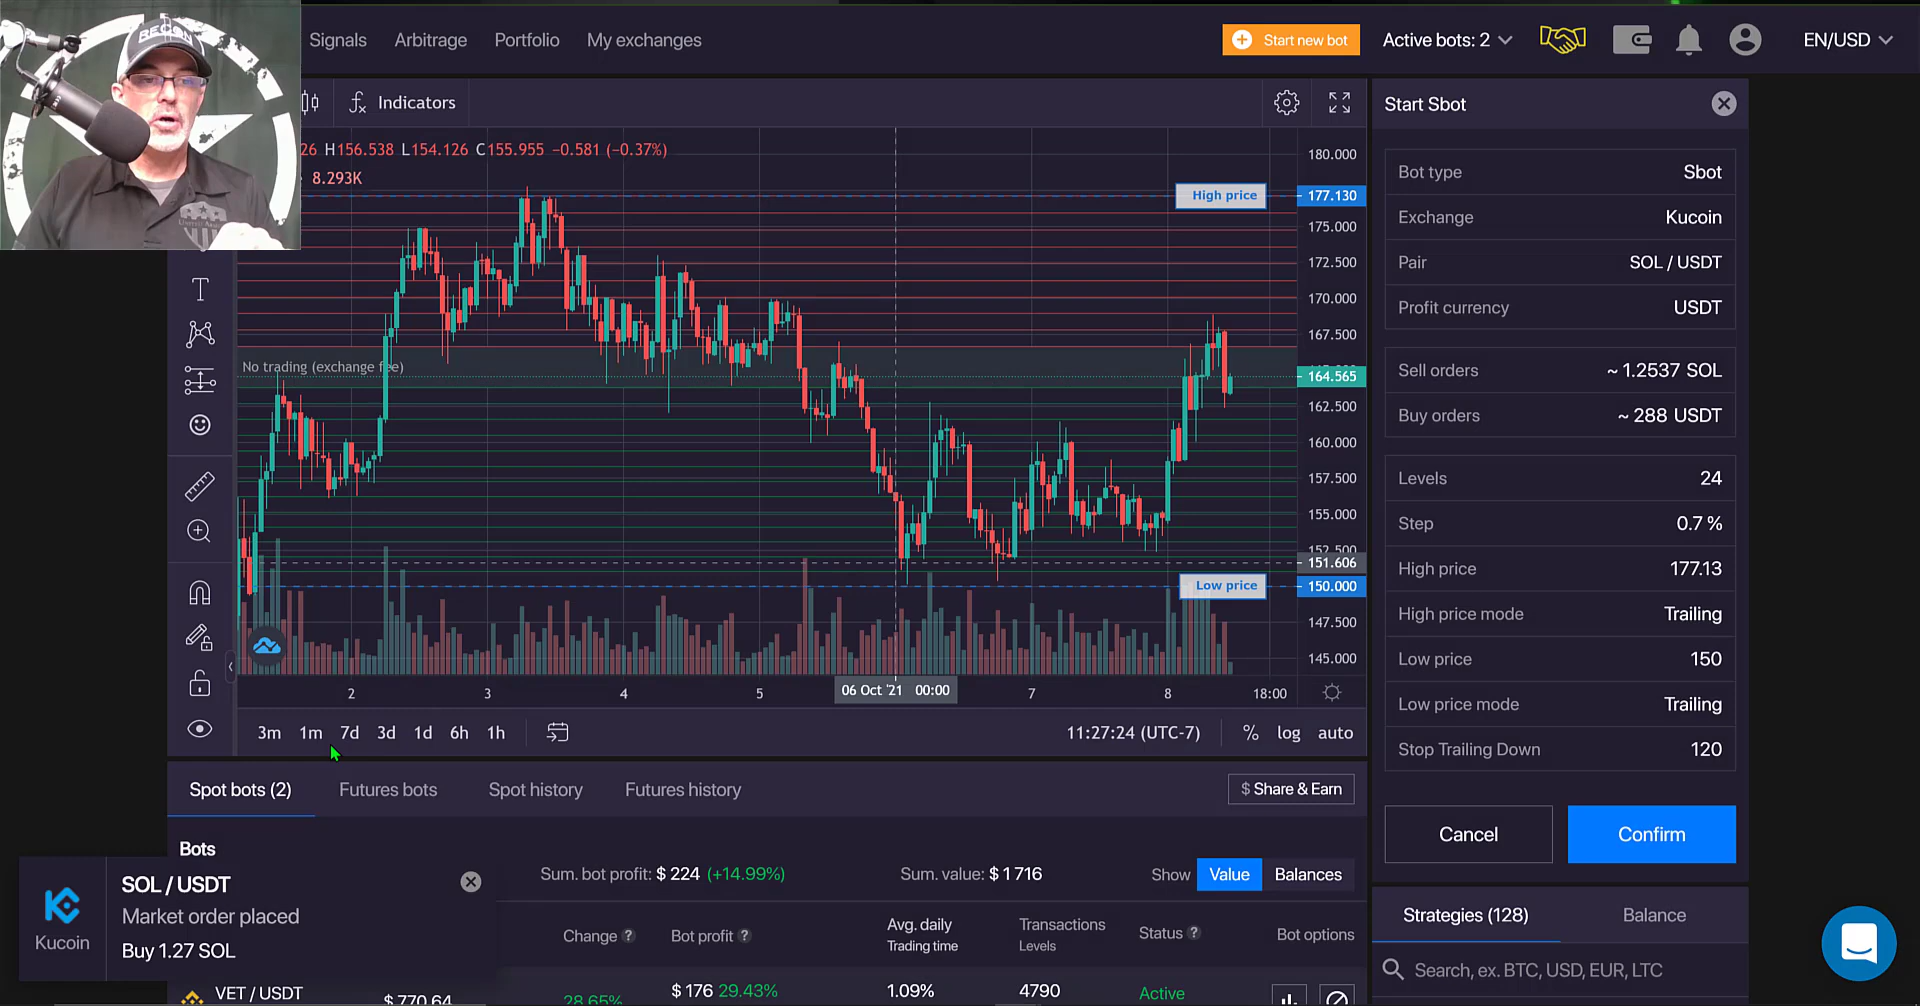 RECON
Signals
Arbitrage
Portfolio
My exchanges
Start new bot
Active bots: 2
EN/USD
Indicators
26 H156.538 L154.126 C155.955 −0.581 (−0.37%)
8.293K
180.000
High price
177.130
175.000
172.500
170.000
167.500
No trading (exchange fee)
164.565
162.500
160.000
157.500
155.000
152.500
151.606
Low price
150.000
147.500
145.000
2
3
4
5
06 Oct '21 00:00
7
8
18:00
3m
1m
7d
3d
1d
6h
1h
11:27:24 (UTC-7)
%
log
auto
Start Sbot
Bot type Sbot
Exchange Kucoin
Pair SOL / USDT
Profit currency USDT
Sell orders ~ 1.2537 SOL
Buy orders ~ 288 USDT
Levels 24
Step 0.7 %
High price 177.13
High price mode Trailing
Low price 150
Low price mode Trailing
Stop Trailing Down 120
Cancel
Confirm
Strategies (128)
Balance
Search, ex. BTC, USD, EUR, LTC
Spot bots (2)
Futures bots
Spot history
Futures history
$ Share & Earn
Bots
Sum. bot profit: $ 224 (+14.99%)
Sum. value: $ 1 716
Show
Value
Balances
Change ?
Bot profit ?
Avg. daily
Trading time
Transactions
Levels
Status ?
Bot options
VET / USDT
$ 770.64
28.65%
$ 176 29.43%
1.09%
4790
Active
Kucoin
SOL / USDT
Market order placed
Buy 1.27 SOL